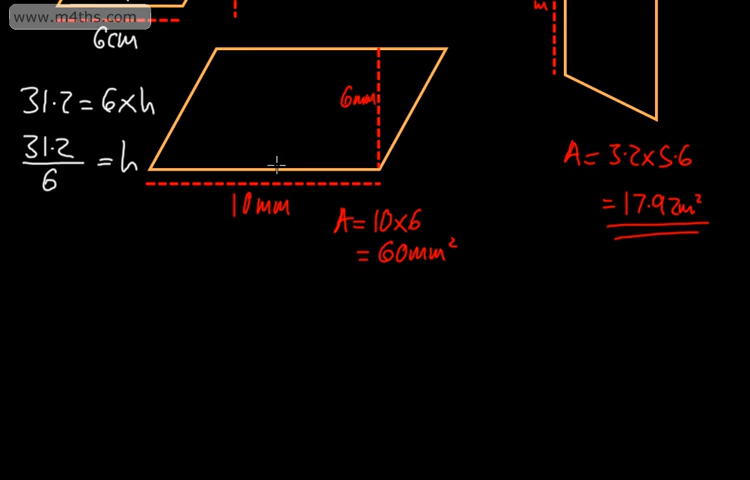 www.m4ths.com
6cm
m
31.2 = 6 x h
31.2
6
= h
6mm
10mm
A = 10 x 6
= 60mm²
A = 3.2 x 5.6
= 17.92m²